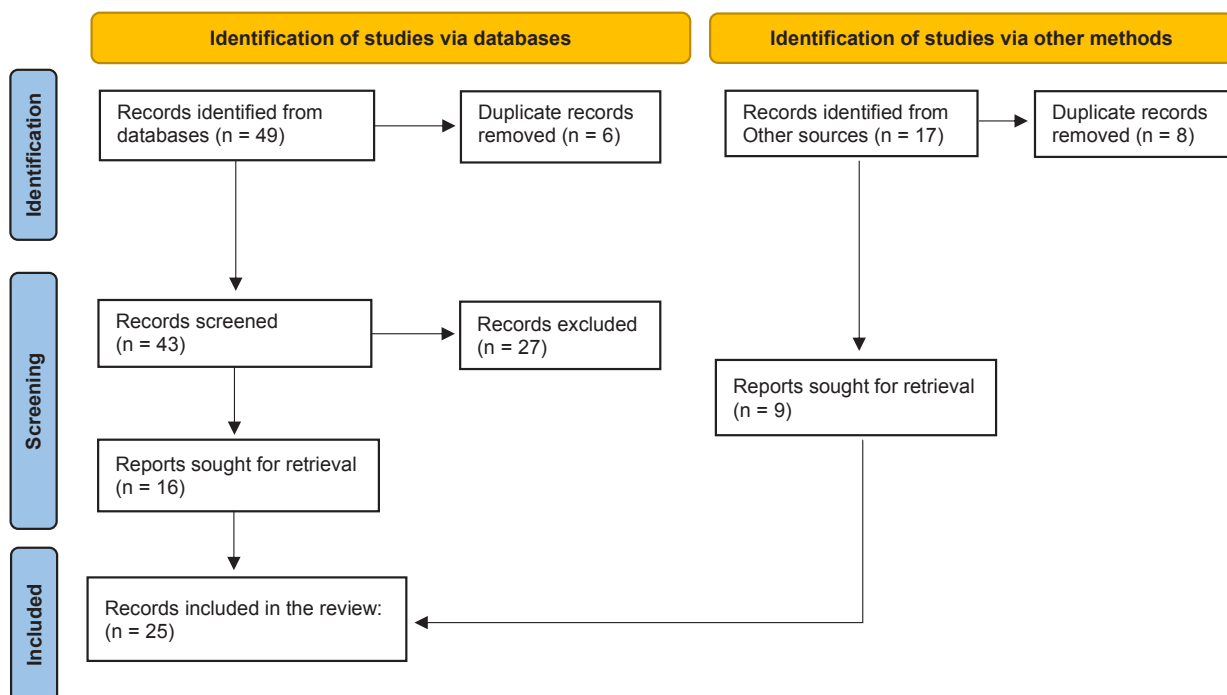 Identification of studies via databases
Identification of studies via other methods
Identification
Records identified from
databases (n = 49)
Duplicate records
removed (n = 6)
Records identified from
Other sources (n = 17)
Duplicate records
removed (n = 8)
Screening
Records screened
(n = 43)
Records excluded
(n = 27)
Reports sought for retrieval
(n = 9)
Reports sought for retrieval
(n = 16)
Included
Records included in the review:
(n = 25)